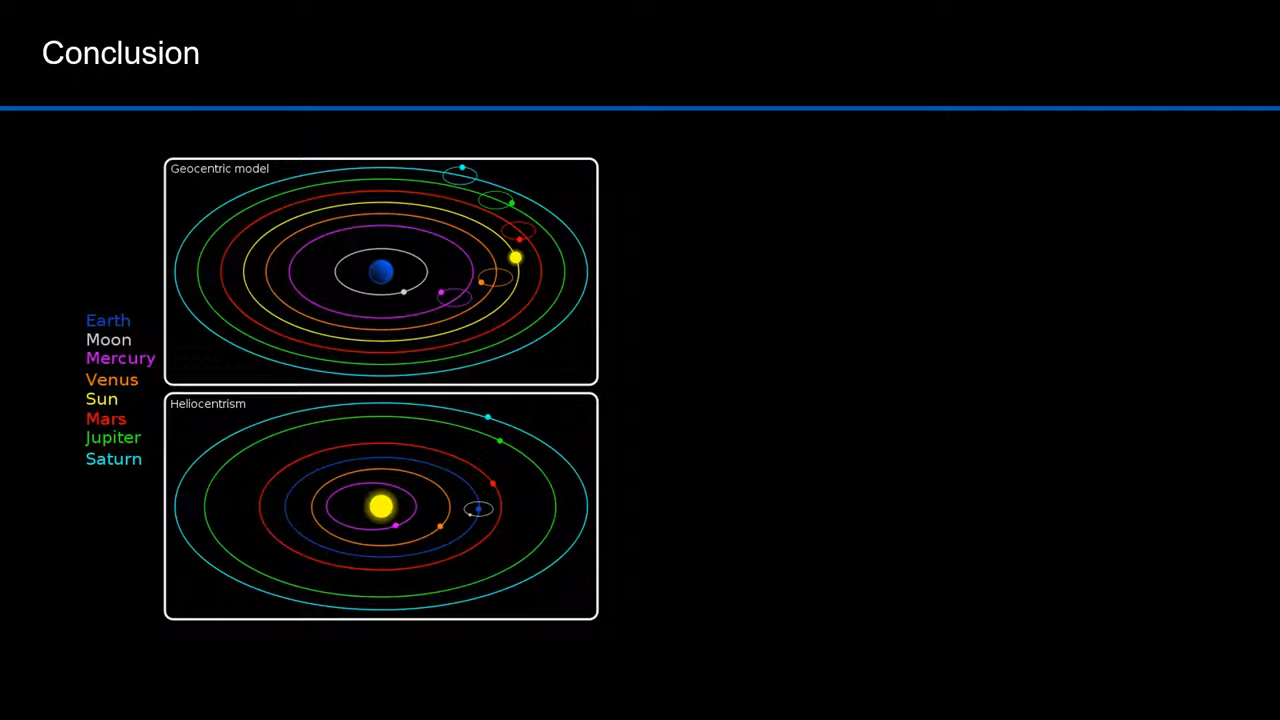 Conclusion
Geocentric model
Earth
Moon
Mercury
Venus
Sun
Mars
Jupiter
Saturn
Heliocentrism